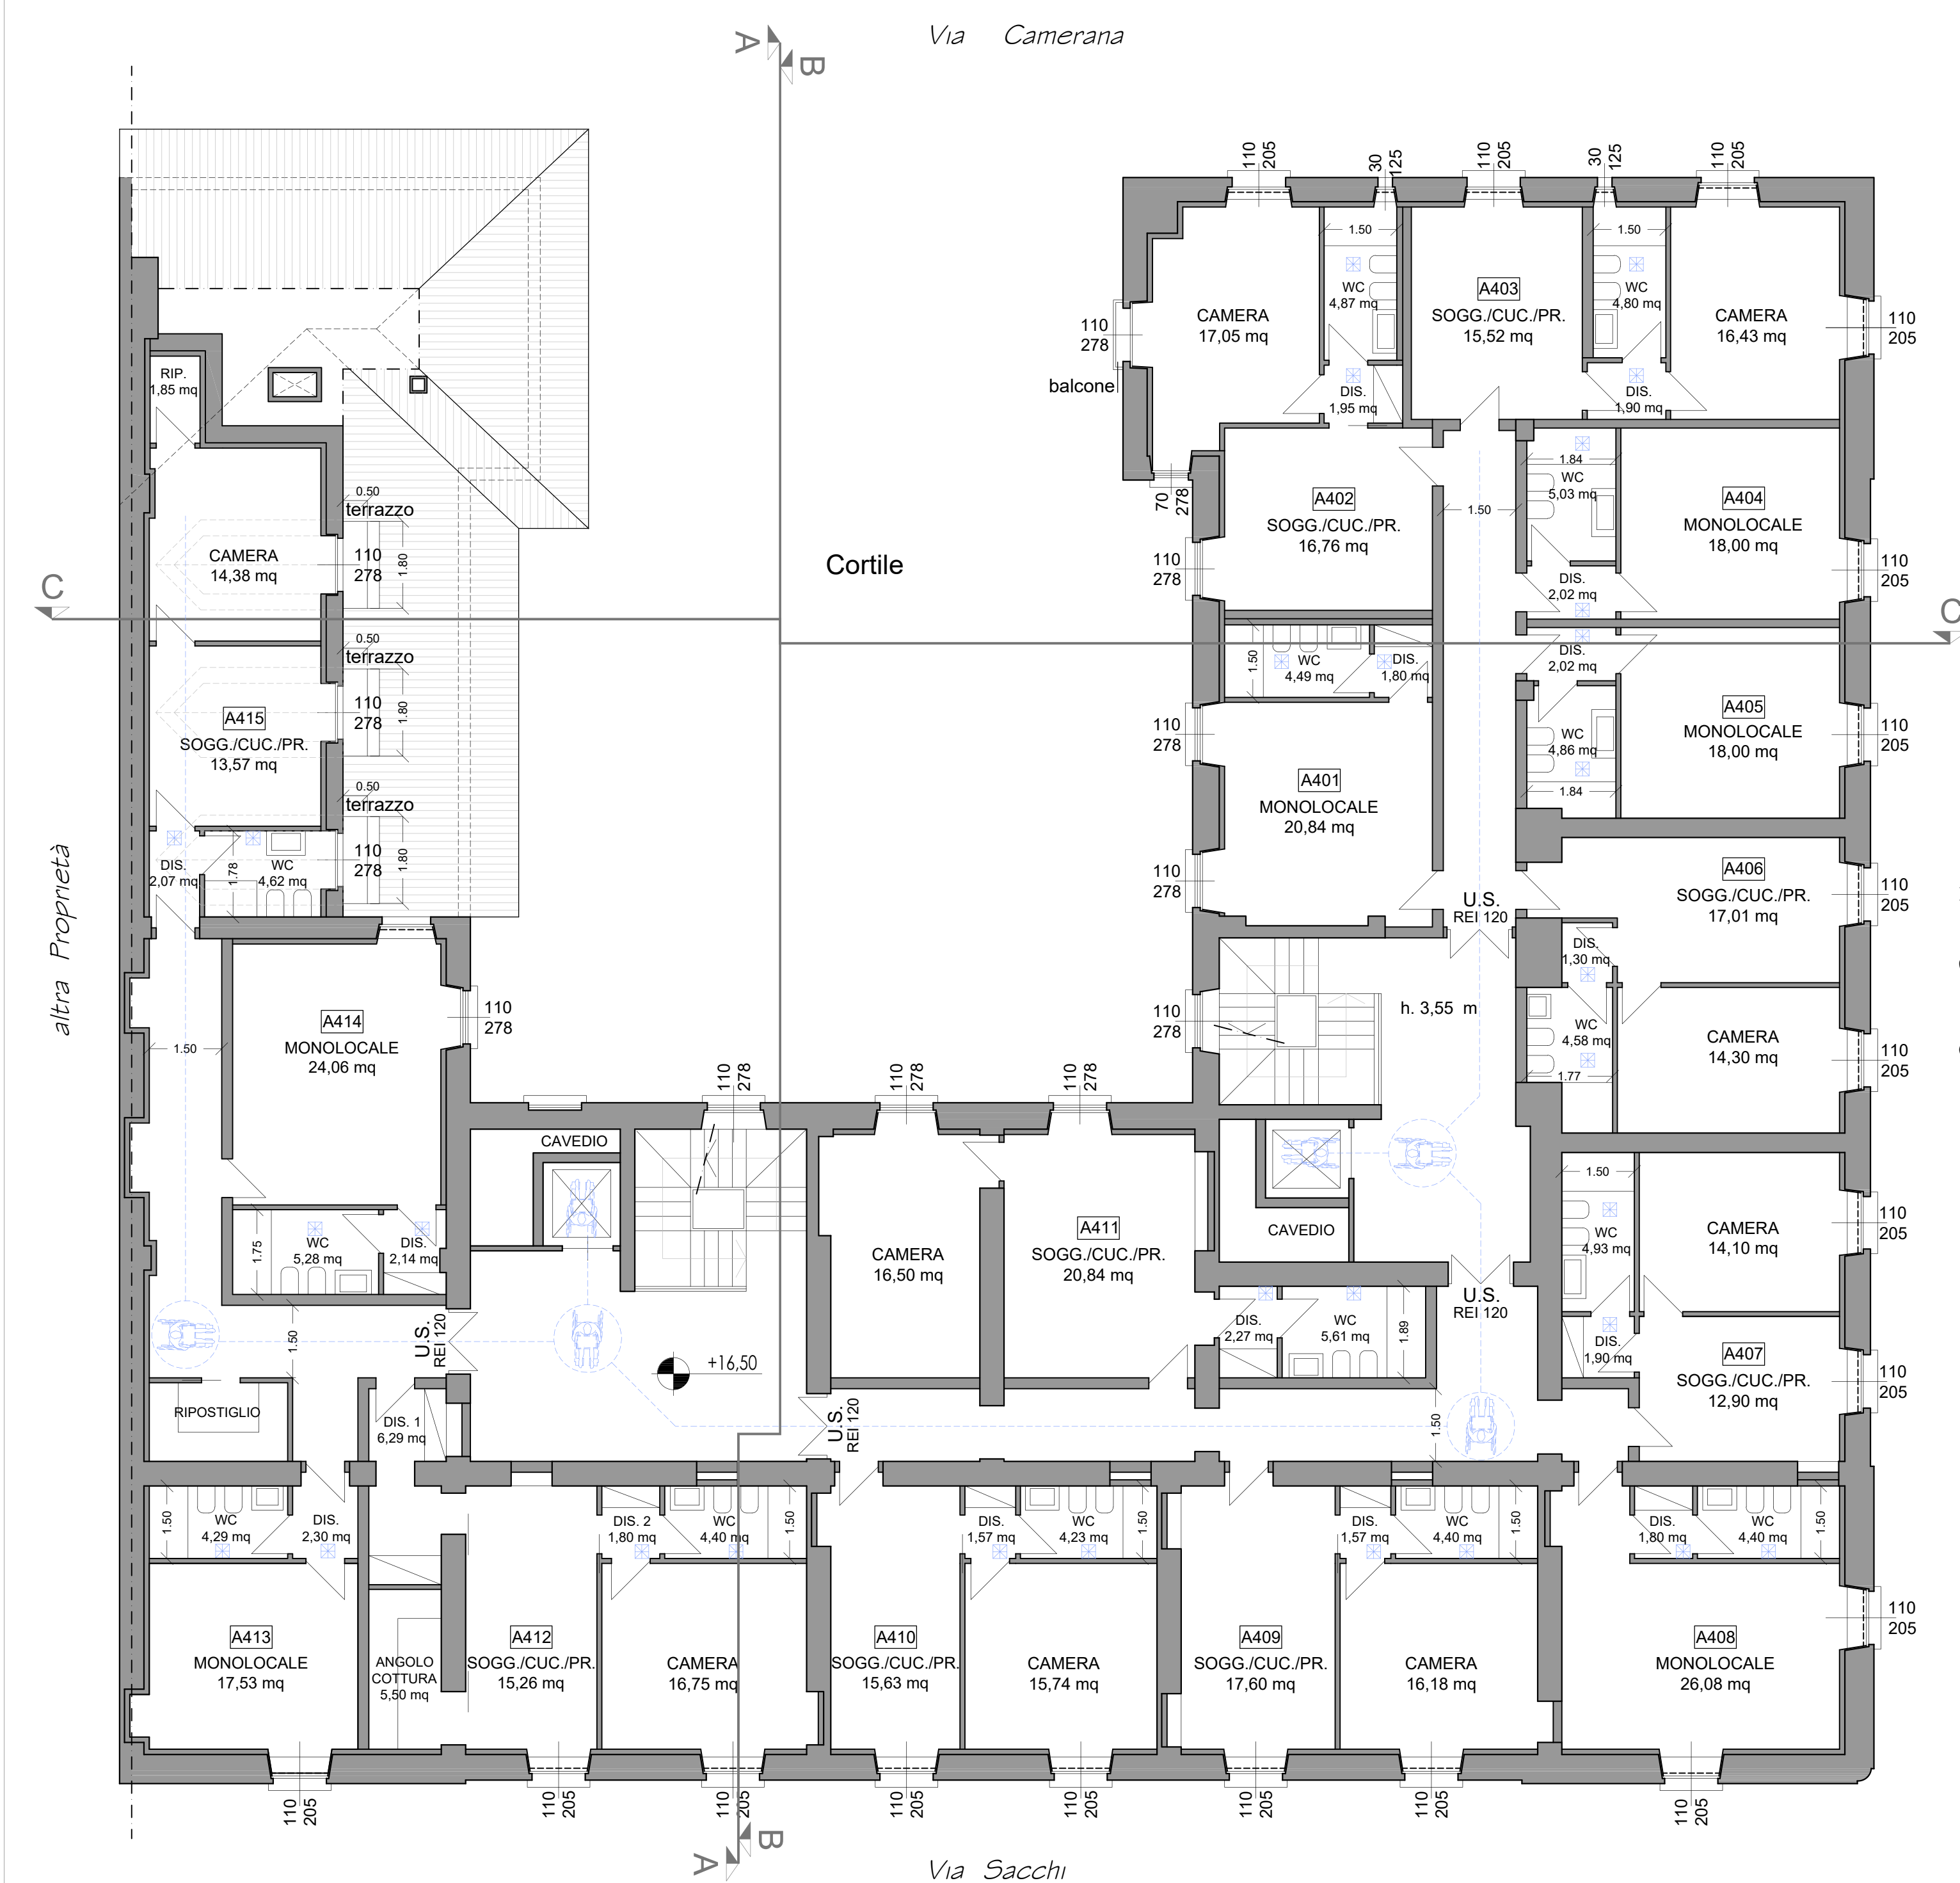 Via Camerana
A
B
110
205
30
125
110
205
30
125
110
205
1.50
1.50
WC
4,87 mq
A403
SOGG./CUC./PR.
15,52 mq
WC
4,80 mq
CAMERA
17,05 mq
CAMERA
16,43 mq
110
205
110
278
balcone
DIS.
1,95 mq
DIS.
1,90 mq
RIP.
1,85 mq
1.84
WC
5,03 mq
A402
SOGG./CUC./PR.
16,76 mq
1.50
A404
MONOLOCALE
18,00 mq
70
278
0.50
terrazzo
CAMERA
14,38 mq
110
278
1.80
Cortile
110
278
110
205
DIS.
2,02 mq
C
C
0.50
terrazzo
1.50
WC
4,49 mq
DIS.
1,80 mq
DIS.
2,02 mq
A415
SOGG./CUC./PR.
13,57 mq
110
278
1.80
110
278
WC
4,86 mq
1.84
A405
MONOLOCALE
18,00 mq
110
205
A401
MONOLOCALE
20,84 mq
0.50
terrazzo
110
278
1.80
DIS.
2,07 mq
1.78
WC
4,62 mq
110
278
A406
SOGG./CUC./PR.
17,01 mq
110
205
U.S.
REI 120
altra Proprietà
DIS.
1,30 mq
A414
MONOLOCALE
24,06 mq
110
278
1.50
110
278
h. 3,55 m
WC
4,58 mq
1.77
CAMERA
14,30 mq
110
205
110
278
110
278
110
278
CAVEDIO
1.50
WC
4,93 mq
CAMERA
14,10 mq
110
205
1.75
WC
5,28 mq
DIS.
2,14 mq
CAMERA
16,50 mq
A411
SOGG./CUC./PR.
20,84 mq
CAVEDIO
U.S.
REI 120
1.50
U.S.
REI 120
+16,50
DIS.
2,27 mq
WC
5,61 mq
1.89
DIS.
1,90 mq
A407
SOGG./CUC./PR.
12,90 mq
110
205
RIPOSTIGLIO
DIS. 1
6,29 mq
U.S.
REI 120
1.50
1.50
WC
4,29 mq
DIS.
2,30 mq
DIS. 2
1,80 mq
WC
4,40 mq
1.50
DIS.
1,57 mq
WC
4,23 mq
1.50
DIS.
1,57 mq
WC
4,40 mq
1.50
DIS.
1,80 mq
WC
4,40 mq
1.50
A413
MONOLOCALE
17,53 mq
ANGOLO
COTTURA
5,50 mq
A412
SOGG./CUC./PR.
15,26 mq
CAMERA
16,75 mq
A410
SOGG./CUC./PR.
15,63 mq
CAMERA
15,74 mq
A409
SOGG./CUC./PR.
17,60 mq
CAMERA
16,18 mq
A408
MONOLOCALE
26,08 mq
110
205
110
205
110
205
110
205
110
205
110
205
110
205
110
205
110
205
B
A
Via Sacchi